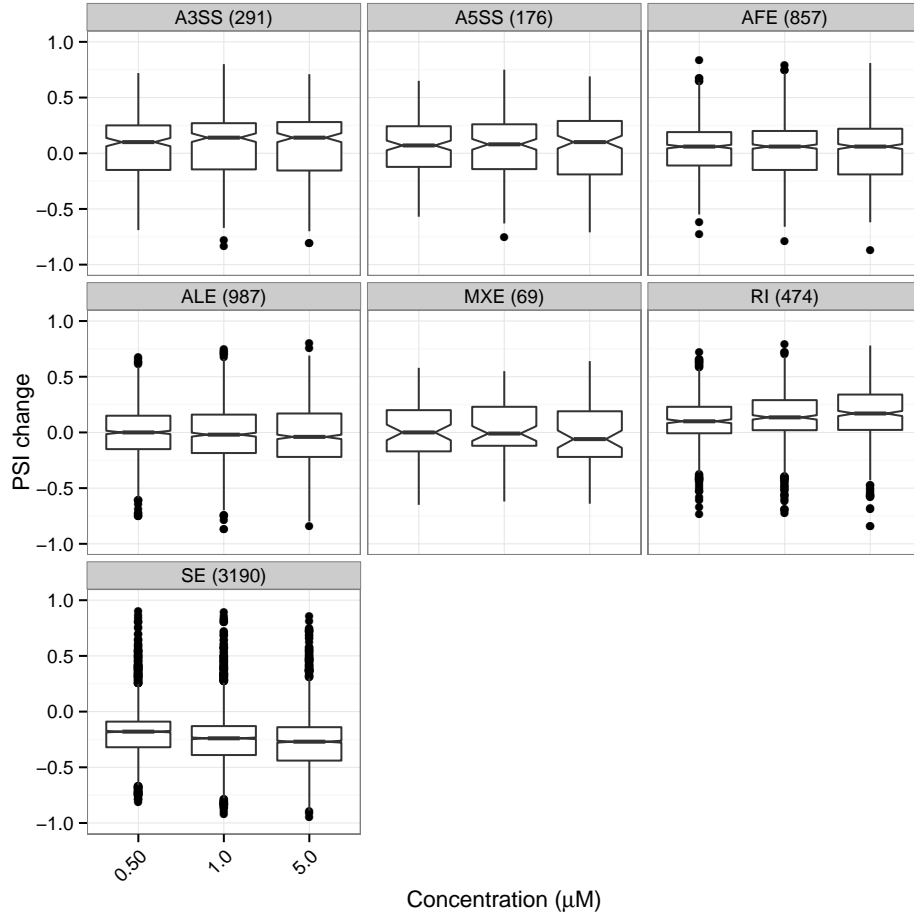 A3SS (291)
A5SS (176)
AFE (857)
1.0
0.5
0.0
−0.5
−1.0
ALE (987)
MXE (69)
RI (474)
1.0
0.5
0.0
−0.5
−1.0
PSI change
SE (3190)
1.0
0.5
0.0
−0.5
−1.0
0.50
1.0
5.0
Concentration (μM)